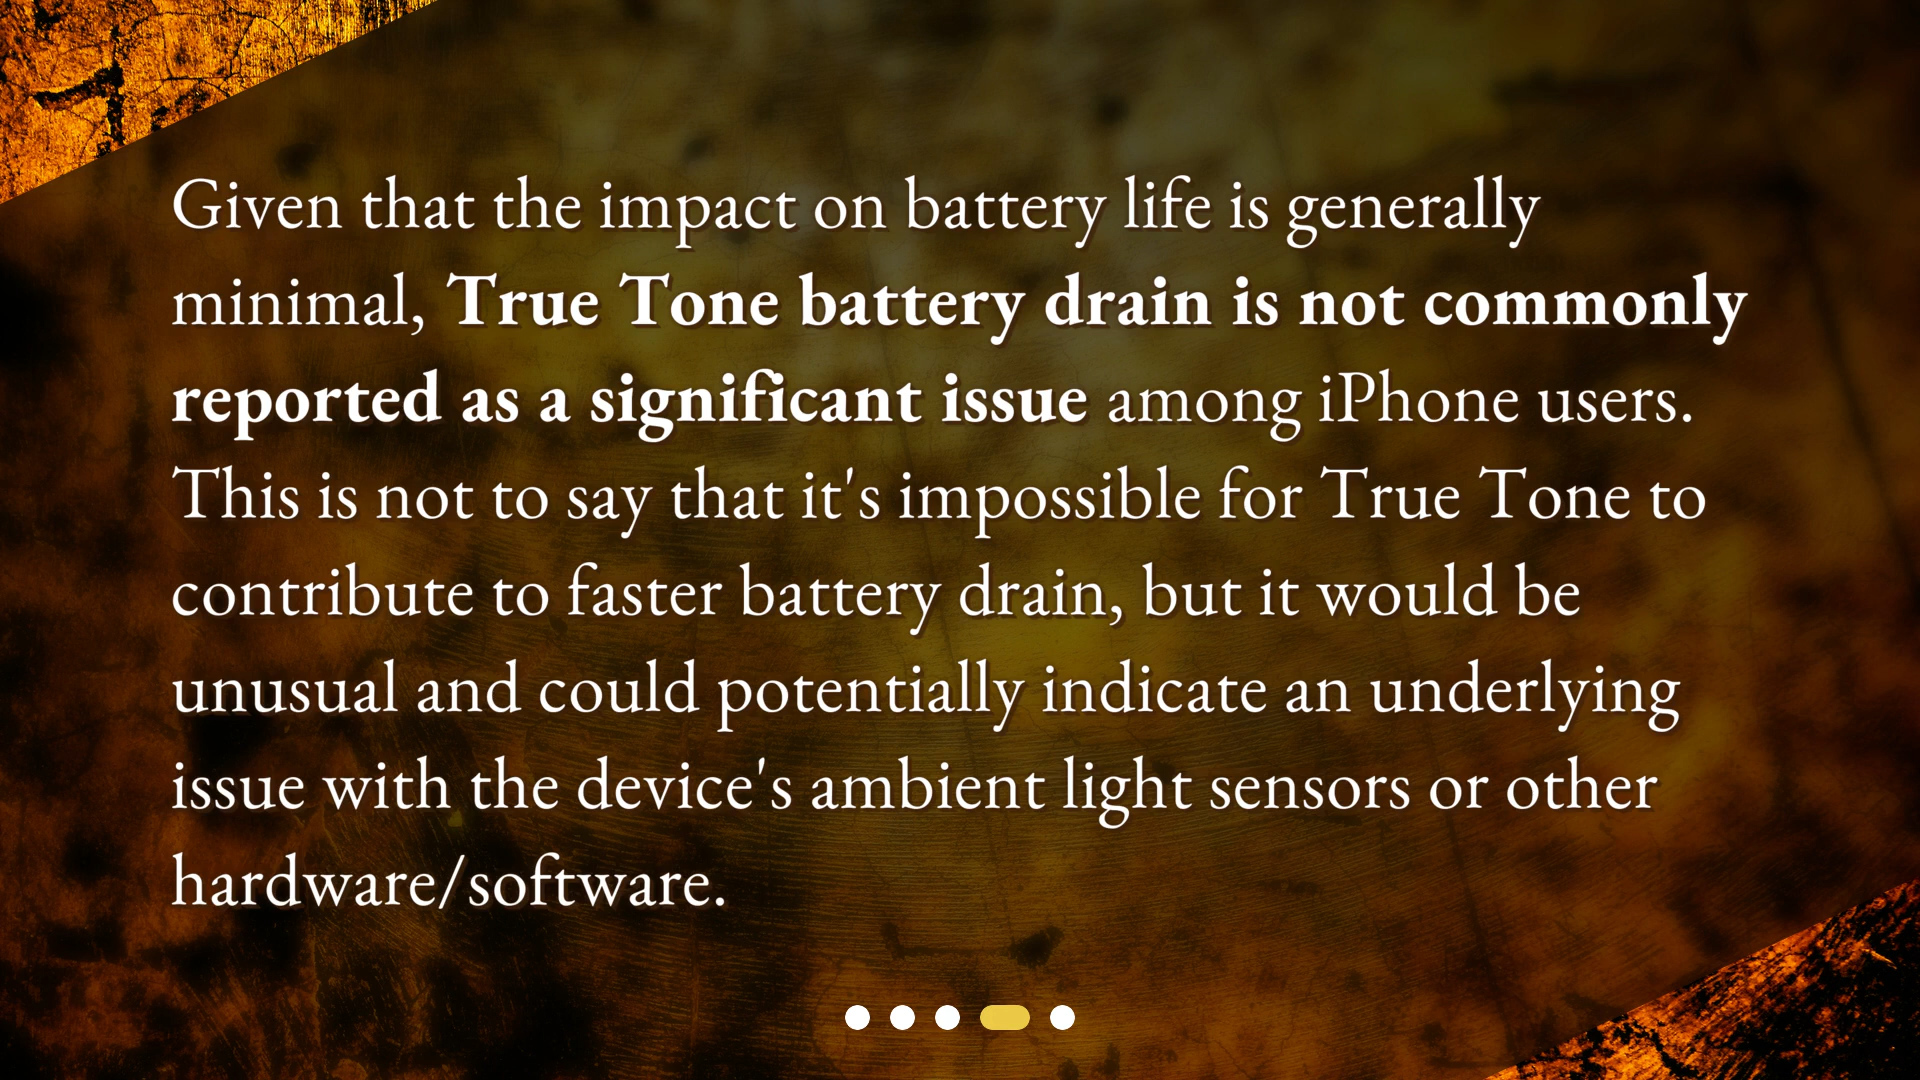 Given that the impact on battery life is generally
minimal, True Tone battery drain is not commonly
reported as a significant issue among iPhone users.
This is not to say that it's impossible for True Tone to
contribute to faster battery drain, but it would be
unusual and could potentially indicate an underlying
issue with the device's ambient light sensors or other
hardware/software.